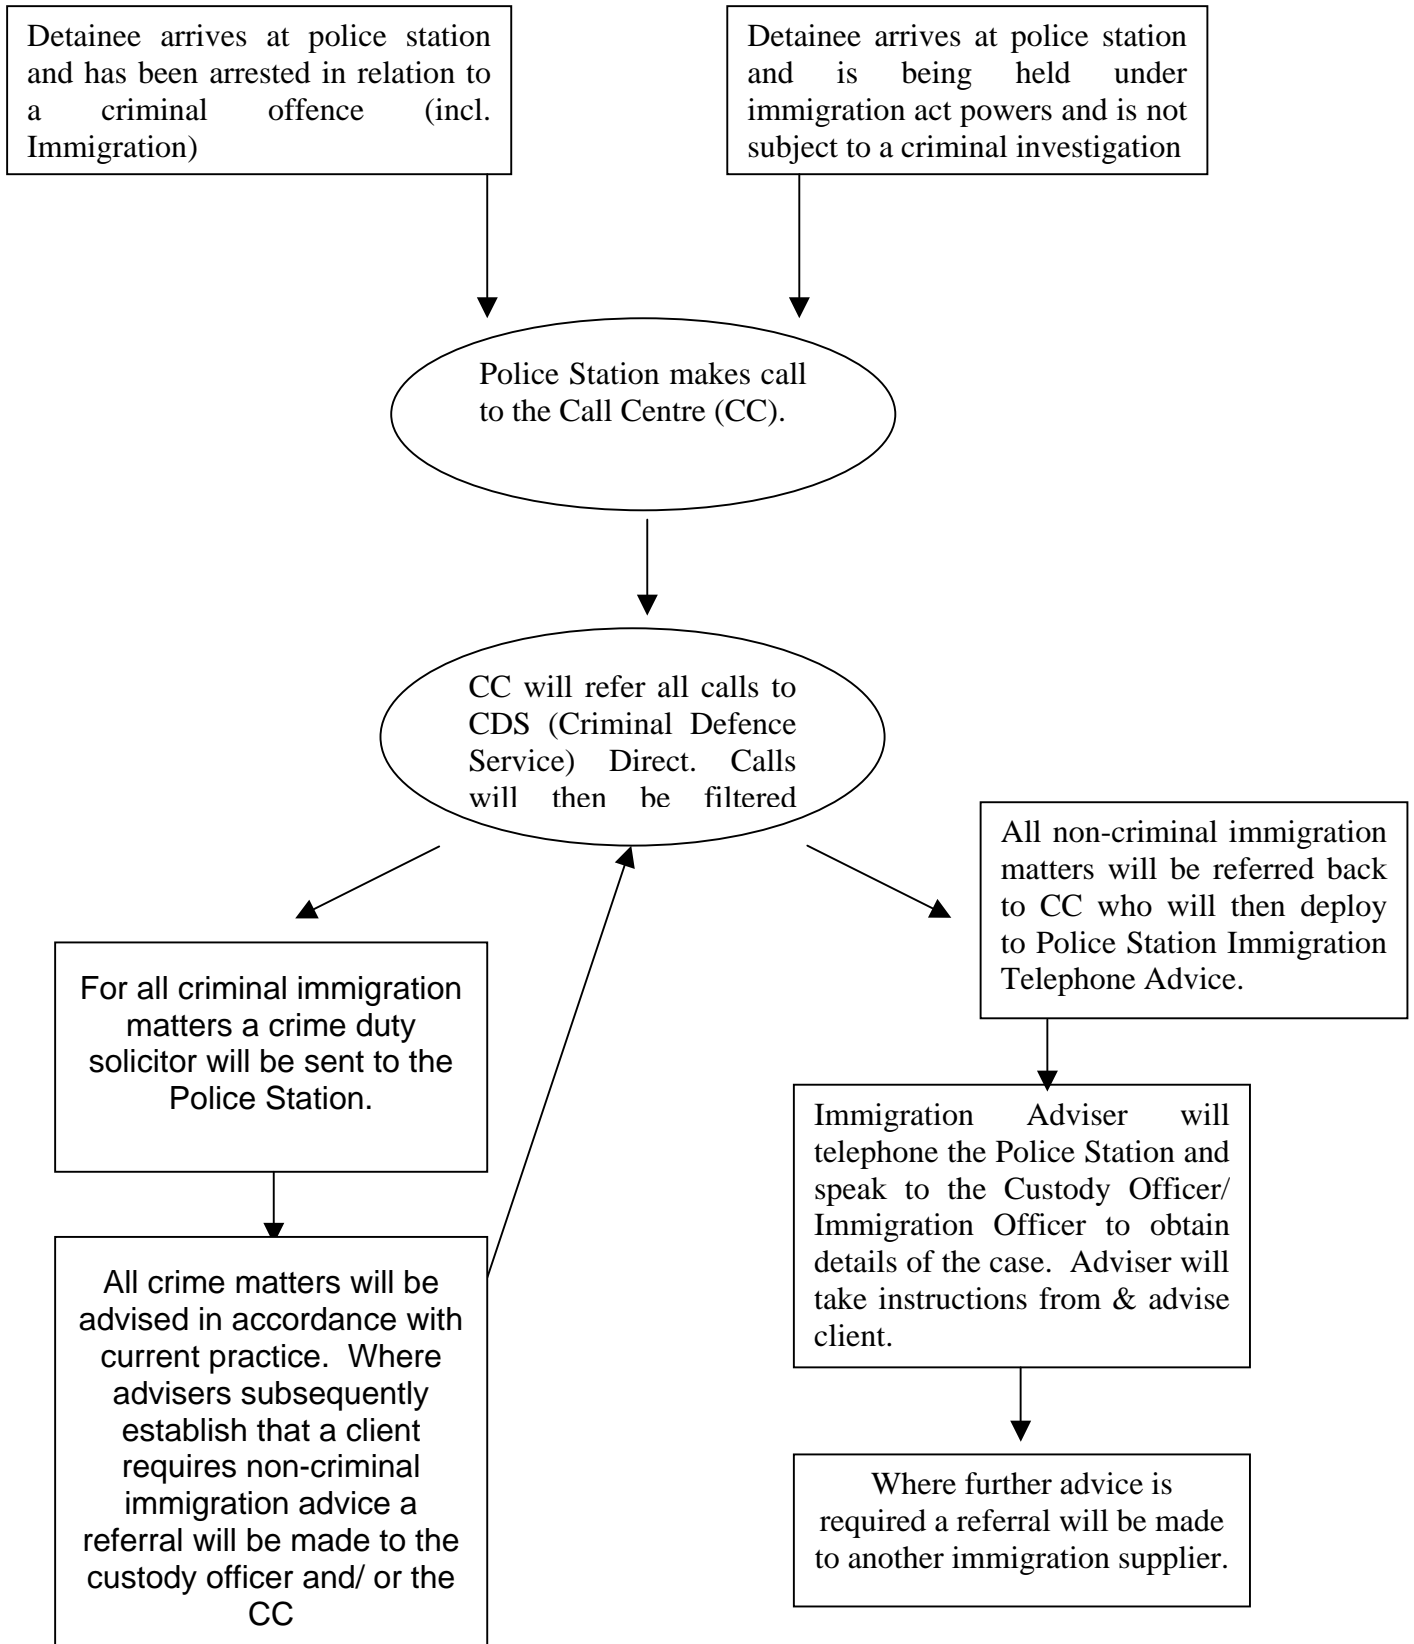 Detainee arrives at police station
and has been arrested in relation to
a criminal offence (incl.
Immigration)
Detainee arrives at police station
and is being held under
immigration act powers and is not
subject to a criminal investigation
Police Station makes call
to the Call Centre (CC).
CC will refer all calls to
CDS (Criminal Defence
Service) Direct. Calls
will then be filtered
For all criminal immigration
matters a crime duty
solicitor will be sent to the
Police Station.
All crime matters will be
advised in accordance with
current practice. Where
advisers subsequently
establish that a client
requires non-criminal
immigration advice a
referral will be made to the
custody officer and/ or the
CC
All non-criminal immigration
matters will be referred back
to CC who will then deploy
to Police Station Immigration
Telephone Advice.
Immigration Adviser will
telephone the Police Station and
speak to the Custody Officer/
Immigration Officer to obtain
details of the case. Adviser will
take instructions from & advise
client.
Where further advice is
required a referral will be made
to another immigration supplier.